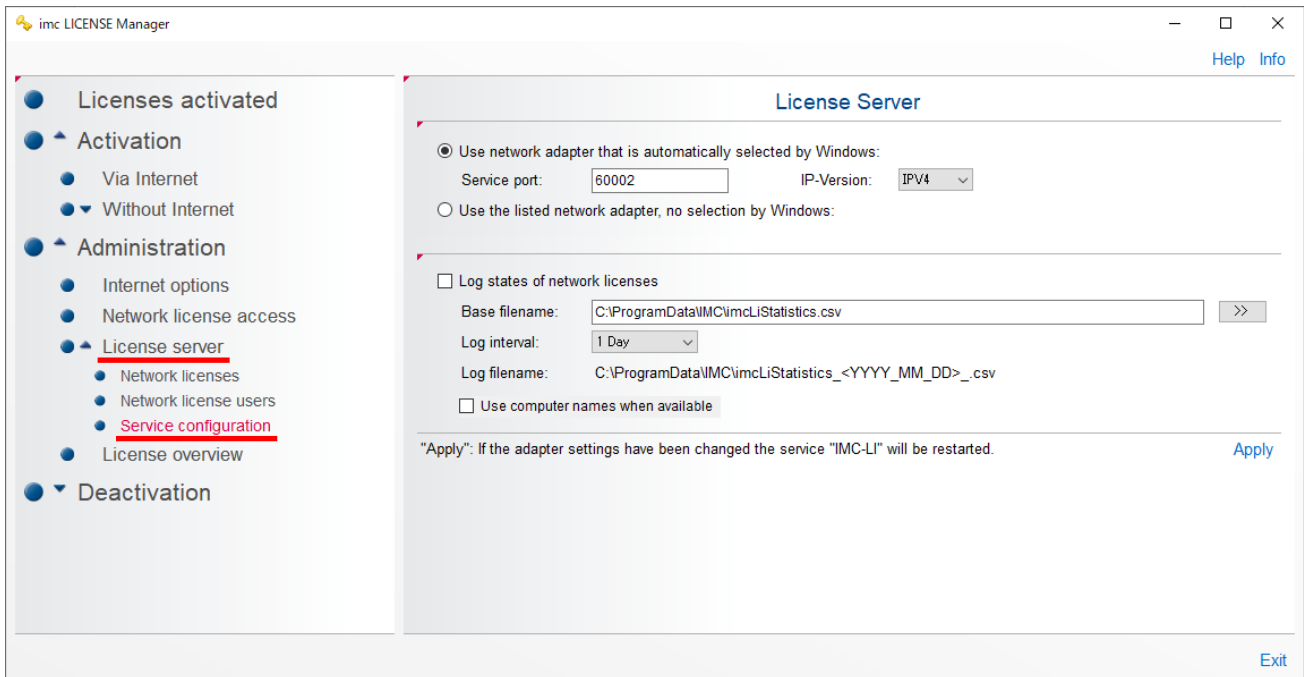 imc LICENSE Manager
Help Info
Licenses activated
Activation
Via Internet
Without Internet
Administration
Internet options
Network license access
License server
Network licenses
Network license users
Service configuration
License overview
Deactivation
License Server
Use network adapter that is automatically selected by Windows:
Service port: 60002 IP-Version: IPV4
Use the listed network adapter, no selection by Windows:
Log states of network licenses
Base filename: C:\ProgramData\IMC\imcLiStatistics.csv >>
Log interval: 1 Day
Log filename: C:\ProgramData\IMC\imcLiStatistics_<YYYY_MM_DD>_.csv
Use computer names when available
"Apply": If the adapter settings have been changed the service "IMC-LI" will be restarted. Apply
Exit